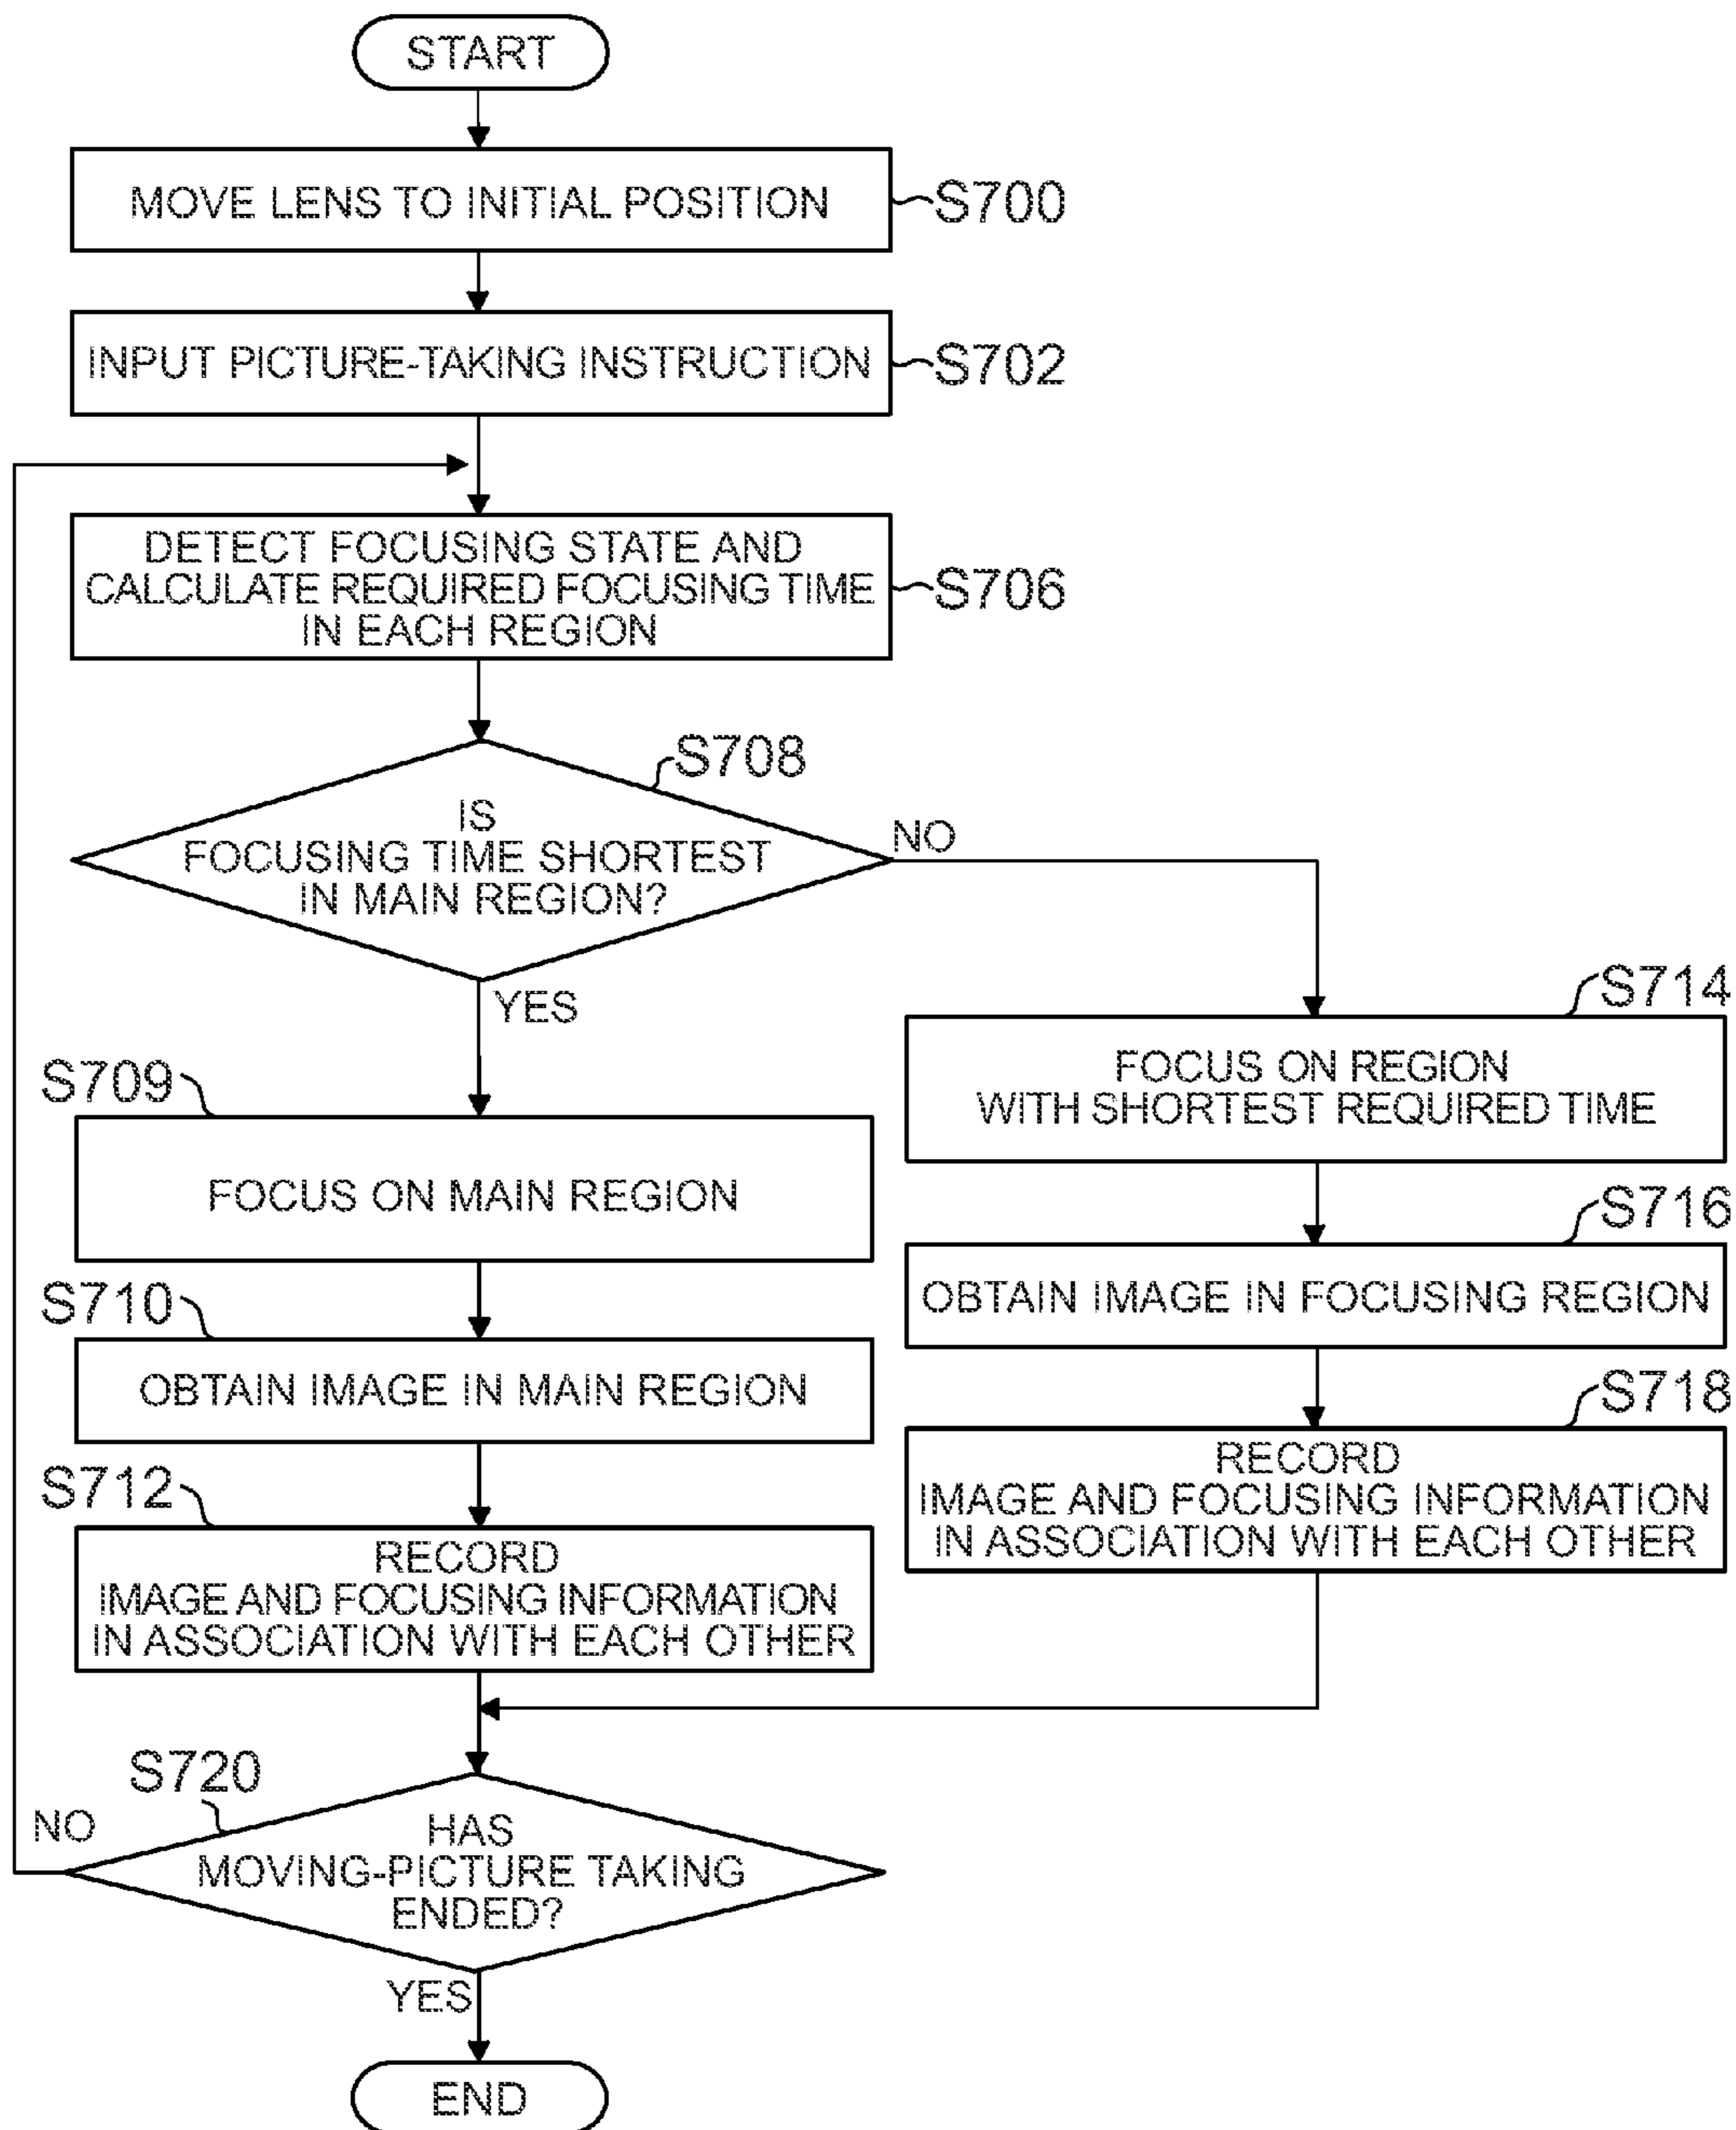 START
MOVE LENS TO INITIAL POSITION
S700
INPUT PICTURE-TAKING INSTRUCTION
S702
DETECT FOCUSING STATE AND
CALCULATE REQUIRED FOCUSING TIME
IN EACH REGION
S706
S708
IS
FOCUSING TIME SHORTEST
IN MAIN REGION?
NO
YES
S709
FOCUS ON MAIN REGION
S710
OBTAIN IMAGE IN MAIN REGION
S712
RECORD
IMAGE AND FOCUSING INFORMATION
IN ASSOCIATION WITH EACH OTHER
S714
FOCUS ON REGION
WITH SHORTEST REQUIRED TIME
S716
OBTAIN IMAGE IN FOCUSING REGION
S718
RECORD
IMAGE AND FOCUSING INFORMATION
IN ASSOCIATION WITH EACH OTHER
S720
NO
HAS
MOVING-PICTURE TAKING
ENDED?
YES
END